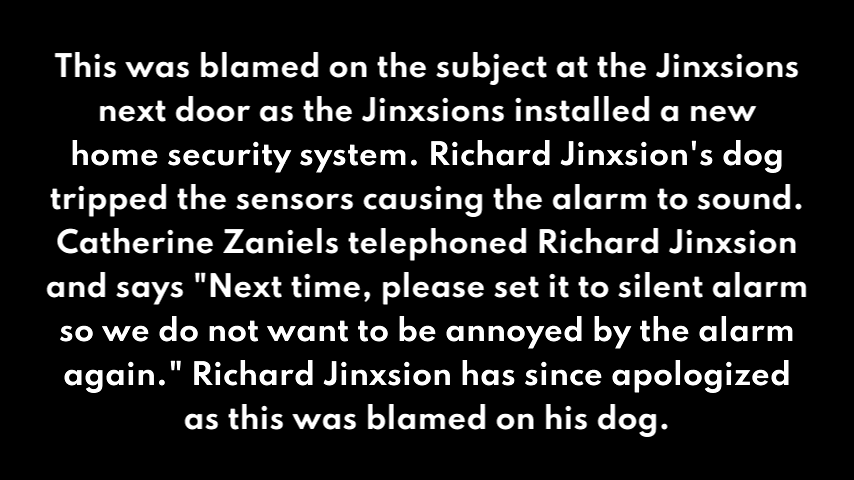 This was blamed on the subject at the Jinxsions
next door as the Jinxsions installed a new
home security system. Richard Jinxsion's dog
tripped the sensors causing the alarm to sound.
Catherine Zaniels telephoned Richard Jinxsion
and says "Next time, please set it to silent alarm
so we do not want to be annoyed by the alarm
again." Richard Jinxsion has since apologized
as this was blamed on his dog.